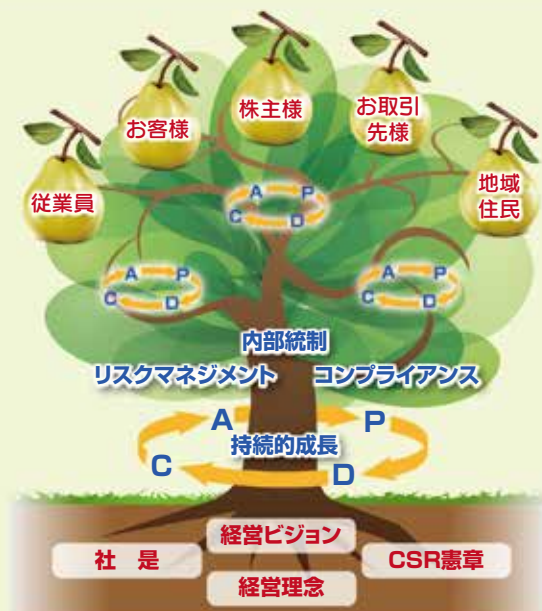 株主様
お客様
お取引
先様
従業員
地域
住民
A P
C D
A P
C D
A P
C D
内部統制
リスクマネジメント コンプライアンス
A P
持続的成長
C D
経営ビジョン
社 是
CSR憲章
経営理念